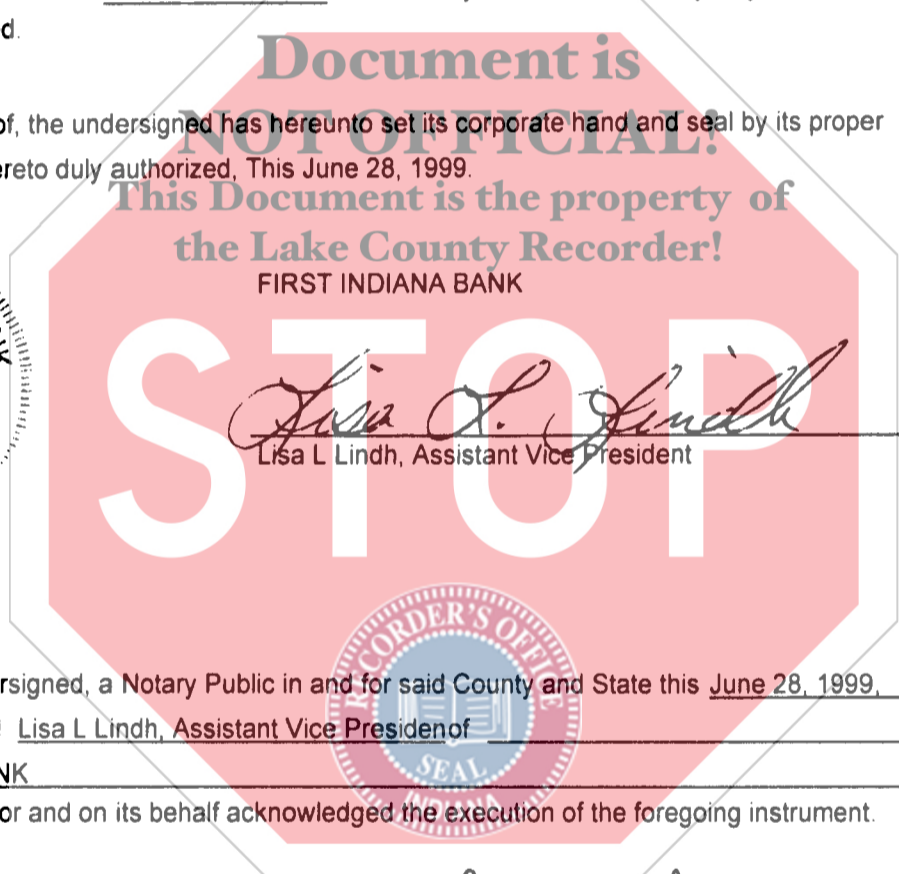 d.
Document is
NOT OFFICIAL!
of, the undersigned has hereunto set its corporate hand and seal by its proper
ereto duly authorized, This June 28, 1999.
This Document is the property of
the Lake County Recorder!
FIRST INDIANA BANK
STOP
Lisa L. Lindh
Lisa L Lindh, Assistant Vice President
RECORDER'S OFFICE
SEAL
INDIANA
rsigned, a Notary Public in and for said County and State this June 28, 1999,
Lisa L Lindh, Assistant Vice Presidenof
NK
or and on its behalf acknowledged the execution of the foregoing instrument.